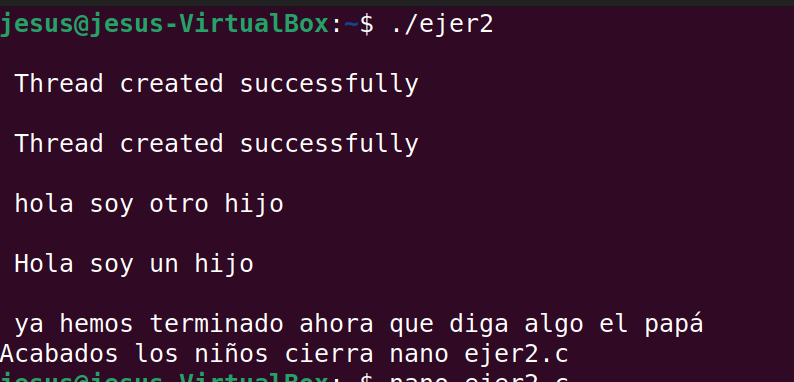 jesus@jesus-VirtualBox:~$ ./ejer2
Thread created successfully
Thread created successfully
hola soy otro hijo
Hola soy un hijo
ya hemos terminado ahora que diga algo el papá
Acabados los niños cierra nano ejer2.c
jesus@jesus-VirtualBox:~$ nano ejer2.c